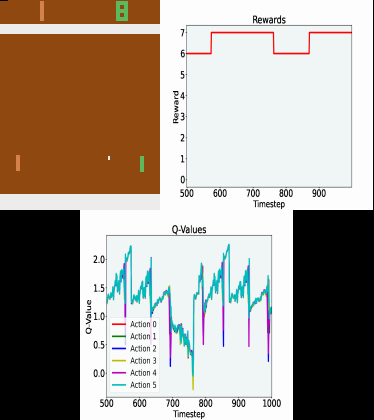 1 8
Rewards
7
6
5
4
3
2
1
0
Reward
500 600 700 800 900
Timestep
Q-Values
2.0
1.5
1.0
0.5
0.0
Q-Value
Action 0
Action 1
Action 2
Action 3
Action 4
Action 5
500 600 700 800 900 1000
Timestep